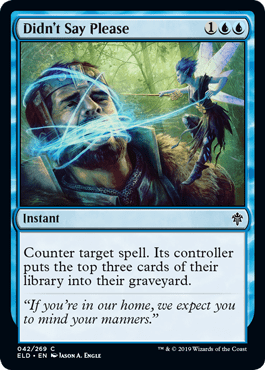 Didn't Say Please 1
Instant
Counter target spell. Its controller
puts the top three cards of their
library into their graveyard.
“If you're in our home, we expect you
to mind your manners.”
042/269 C
ELD • EN Jason A. Engle
™ & © 2019 Wizards of the Coast